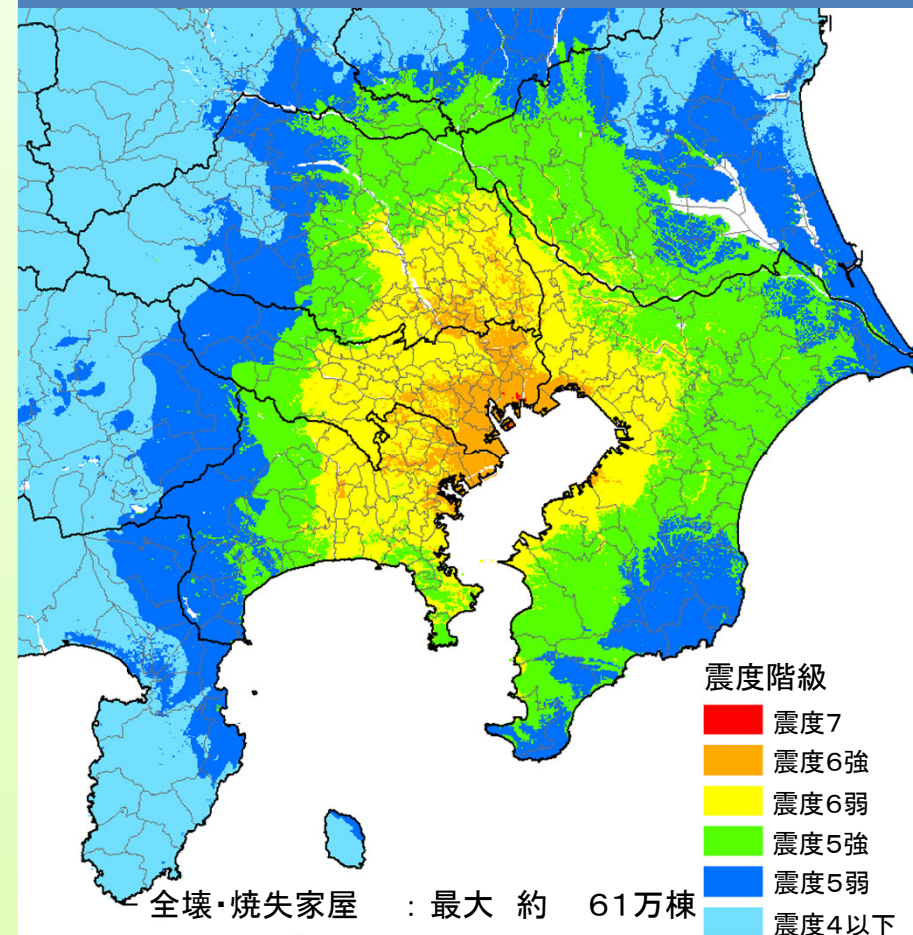 震度階級
震度7
震度6強
震度6弱
震度5強
震度5弱
震度4以下
全壊・焼失家屋　：最大 約　61万棟